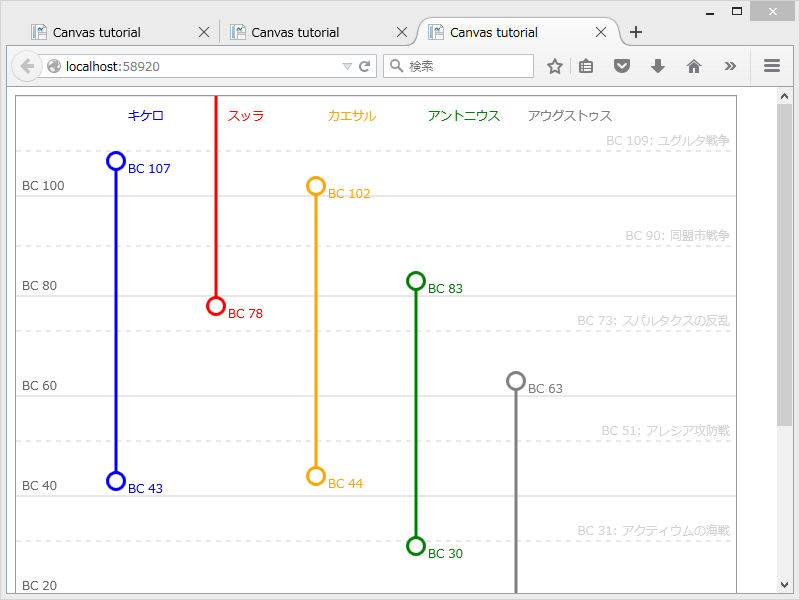 Canvas tutorial
Canvas tutorial
Canvas tutorial
localhost:58920
検索
キケロ
スッラ
カエサル
アントニウス
アウグストゥス
BC 109: ユグルタ戦争
BC 107
BC 100
BC 102
BC 90: 同盟市戦争
BC 80
BC 83
BC 78
BC 73: スパルタクスの反乱
BC 60
BC 63
BC 51: アレシア攻防戦
BC 40
BC 43
BC 44
BC 31: アクティウムの海戦
BC 30
BC 20